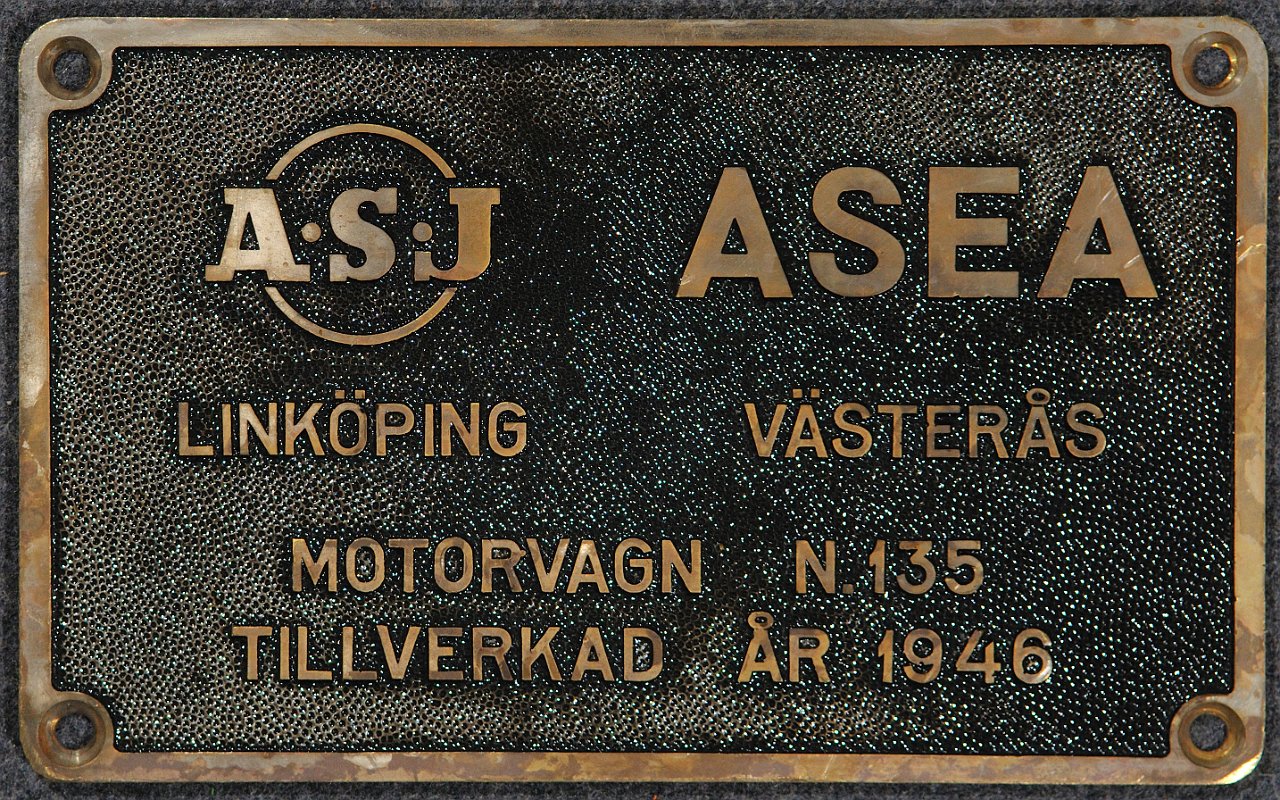 A·S·J ASEA
LINKÖPING VÄSTERÅS
MOTORVAGN N.135
TILLVERKAD ÅR 1946